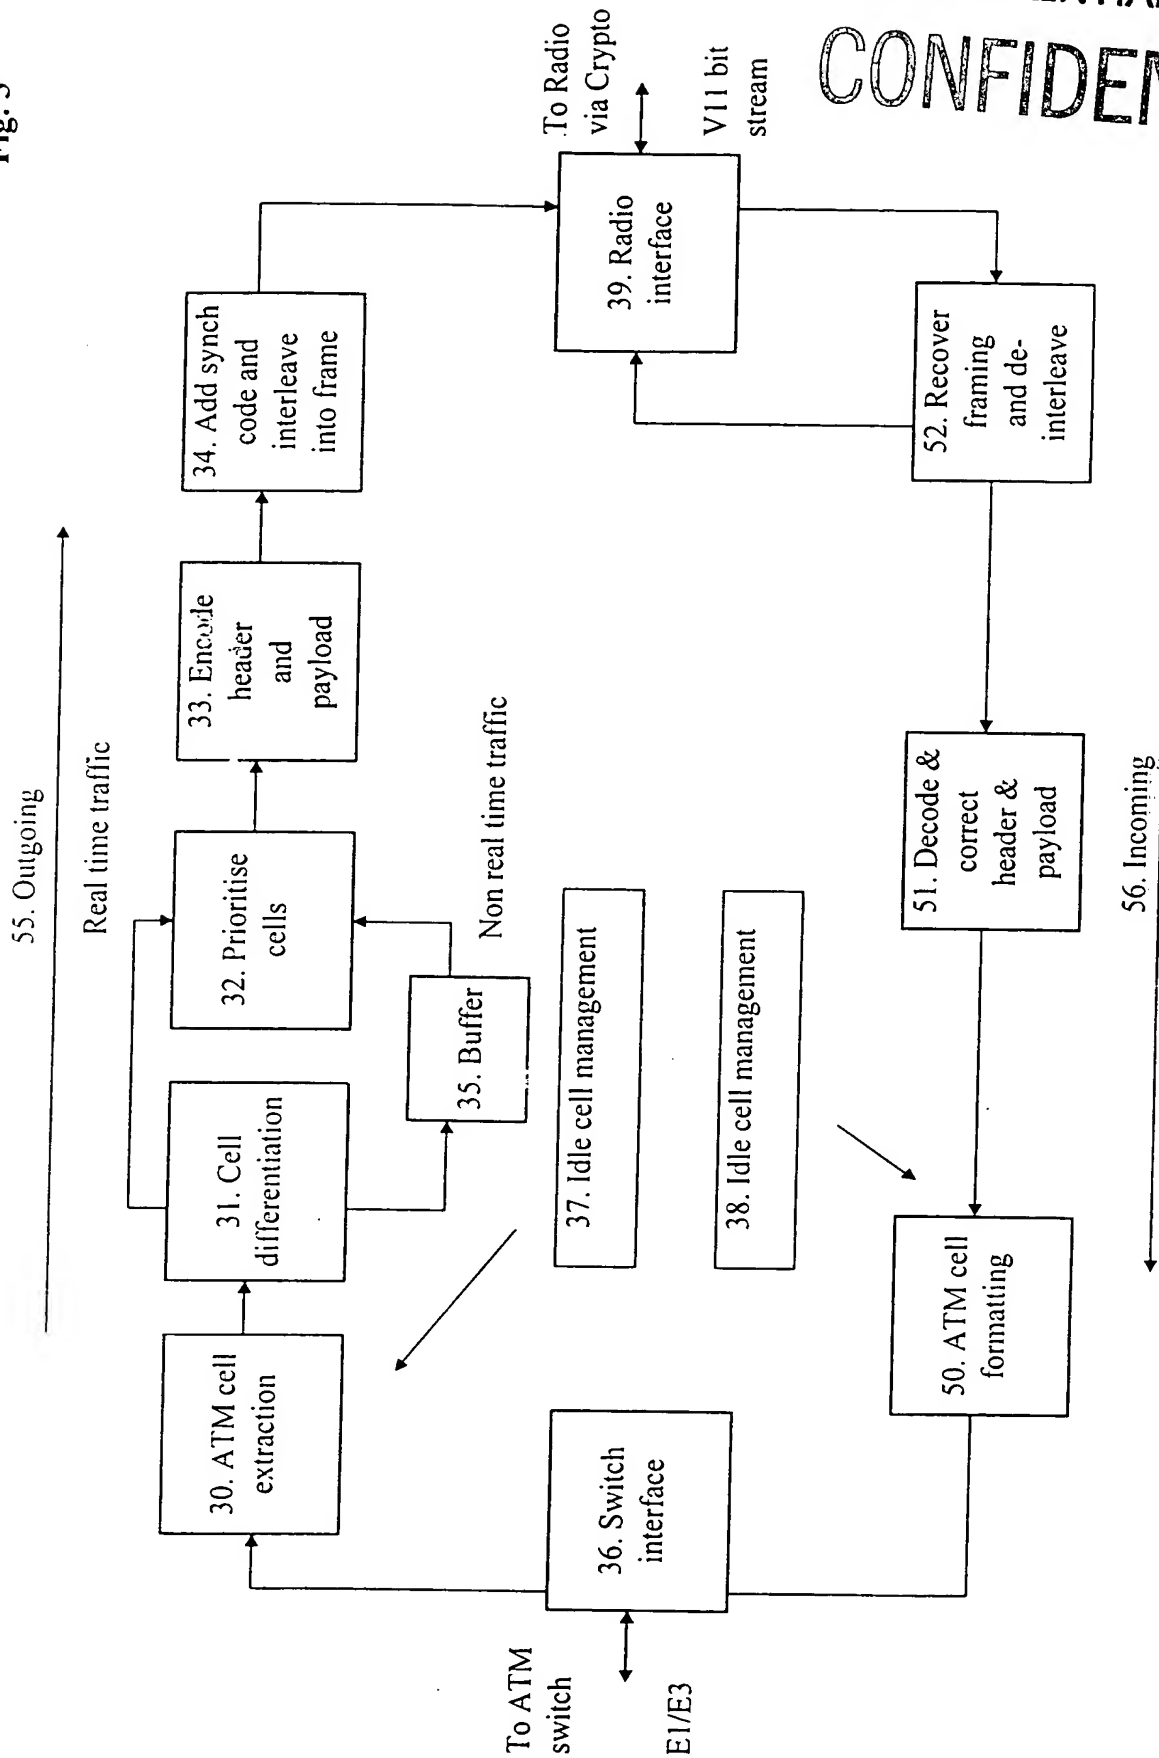 Fig. 3
CONFIDEN
55. Outgoing
Real time traffic
30. ATM cell
extraction
31. Cell
differentiation
32. Prioritise
cells
33. Encode
header
and
payload
34. Add synch
code and
interleave
into frame
35. Buffer
Non real time traffic
To ATM
switch
E1/E3
36. Switch
interface
37. Idle cell management
38. Idle cell management
39. Radio
interface
.To Radio
via Crypto
V11 bit
stream
50. ATM cell
formatting
51. Decode &
correct
header &
payload
52. Recover
framing
and de-
interleave
56. Incoming